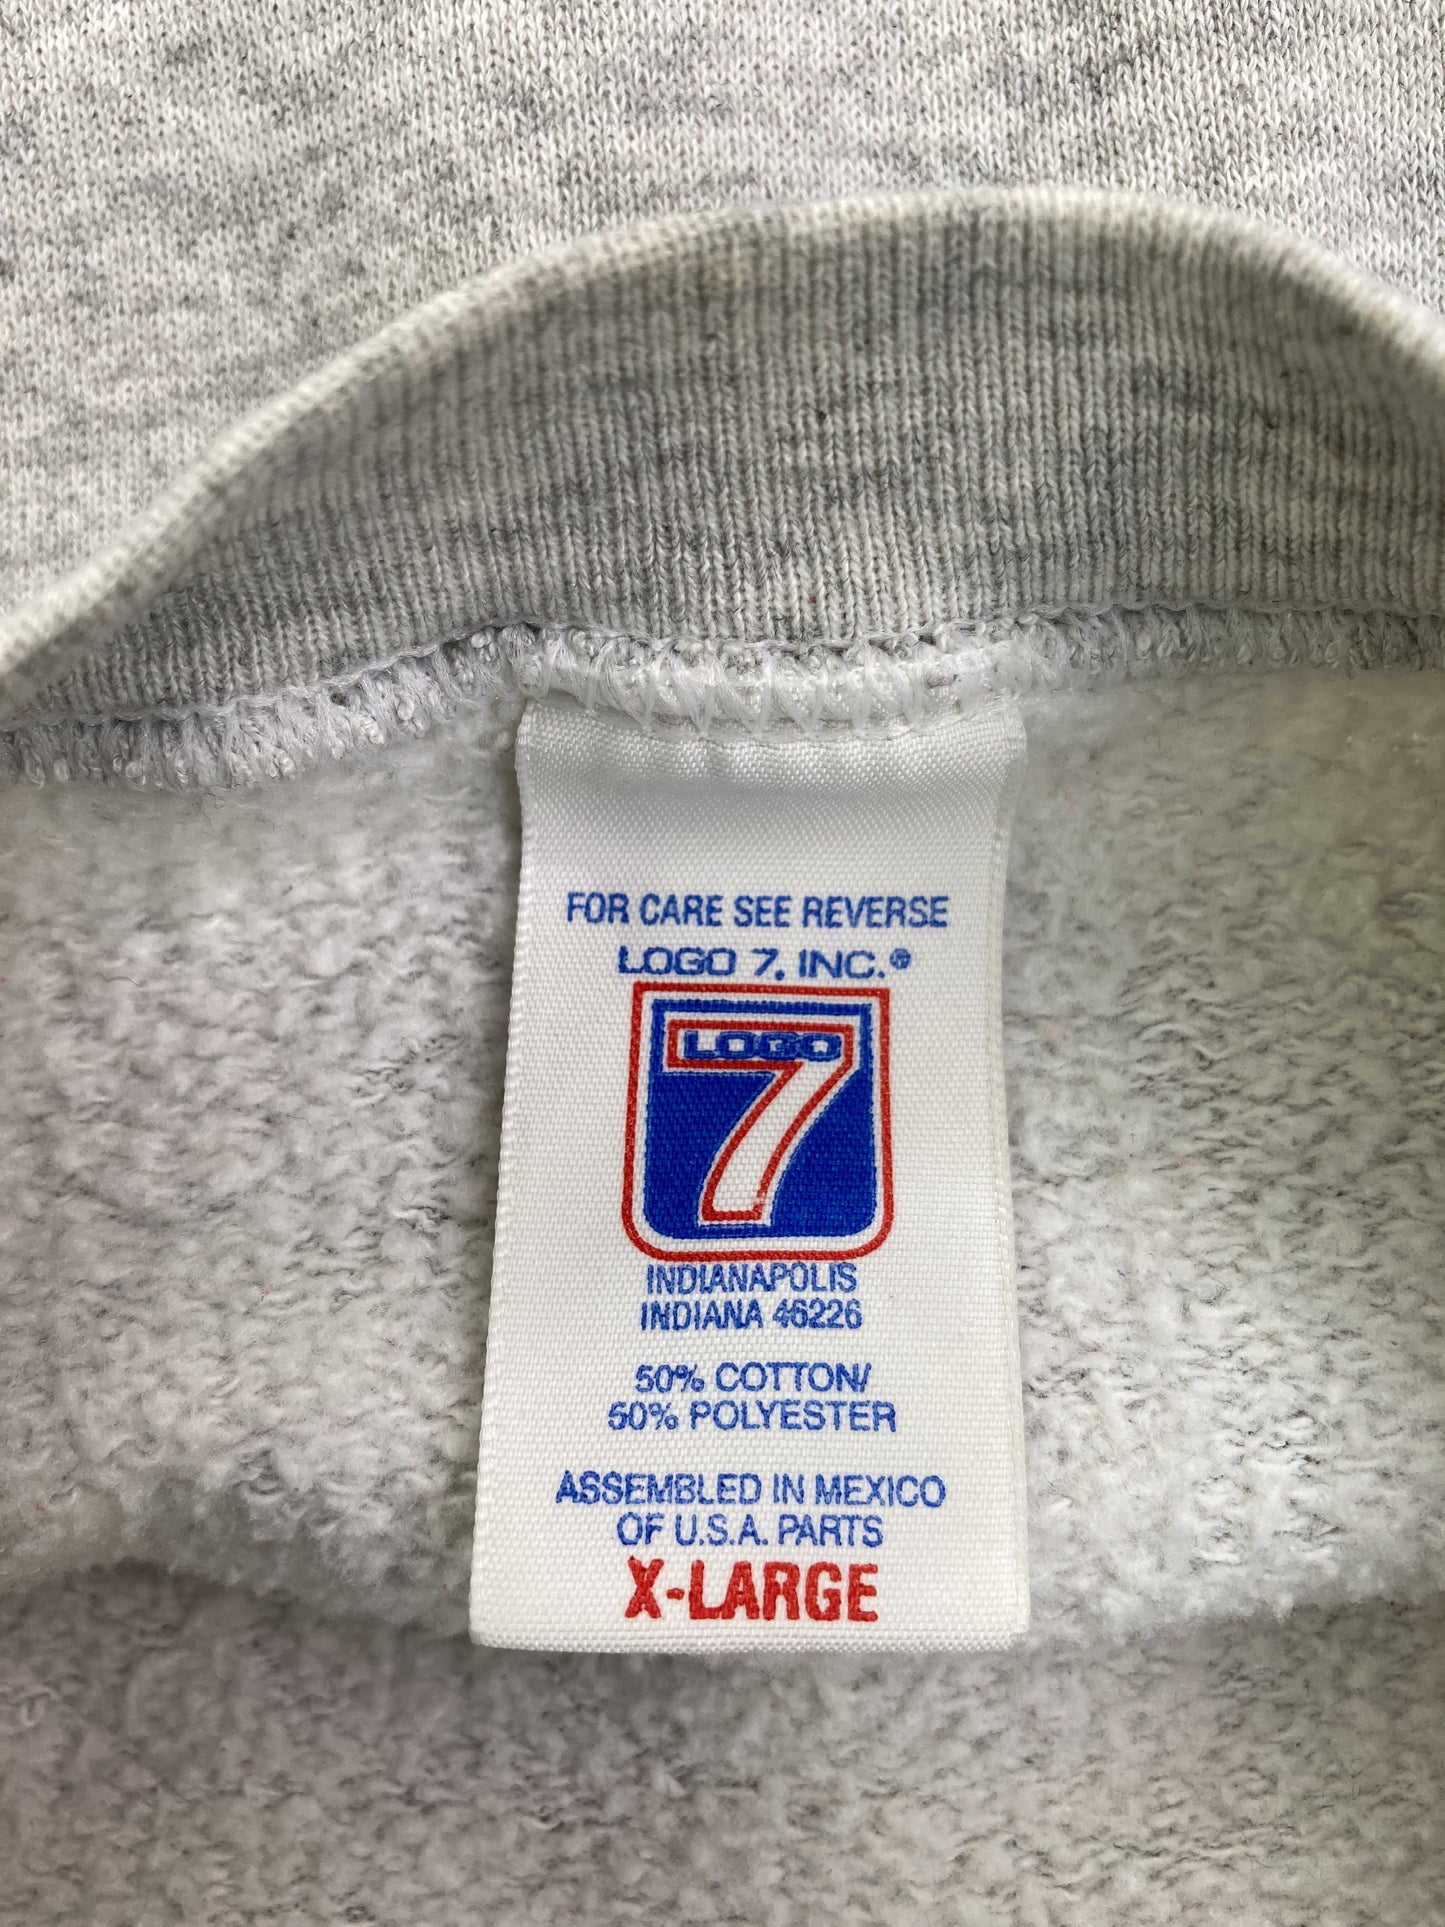 FOR CARE SEE REVERSE
LOGO 7, INC.®
LOGO
7
INDIANAPOLIS
INDIANA 46226
50% COTTON/
50% POLYESTER
ASSEMBLED IN MEXICO
OF U.S.A. PARTS
X-LARGE